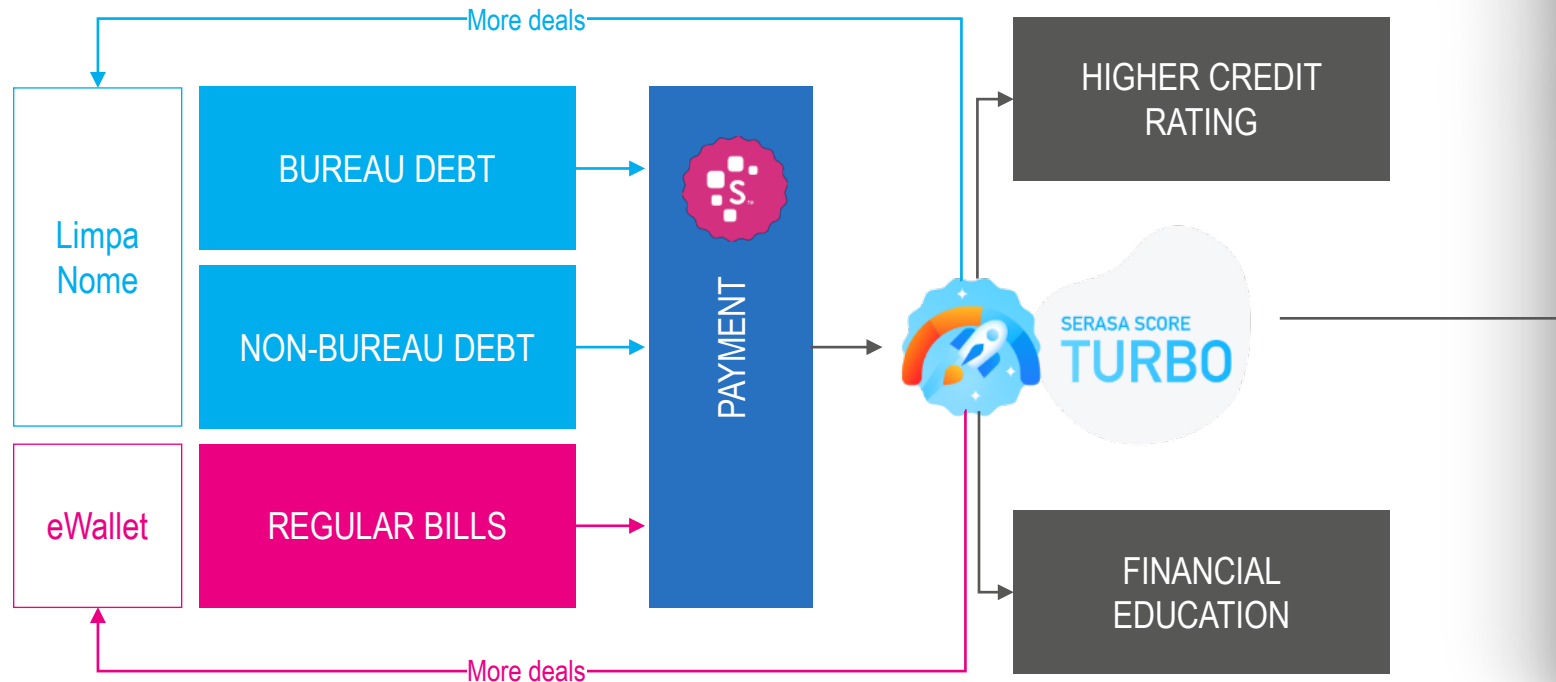 More deals
HIGHER CREDIT
RATING
Limpa
Nome
BUREAU DEBT
NON-BUREAU DEBT
S
PAYMENT
SERASA SCORE
TURBO
eWallet
REGULAR BILLS
FINANCIAL
EDUCATION
More deals